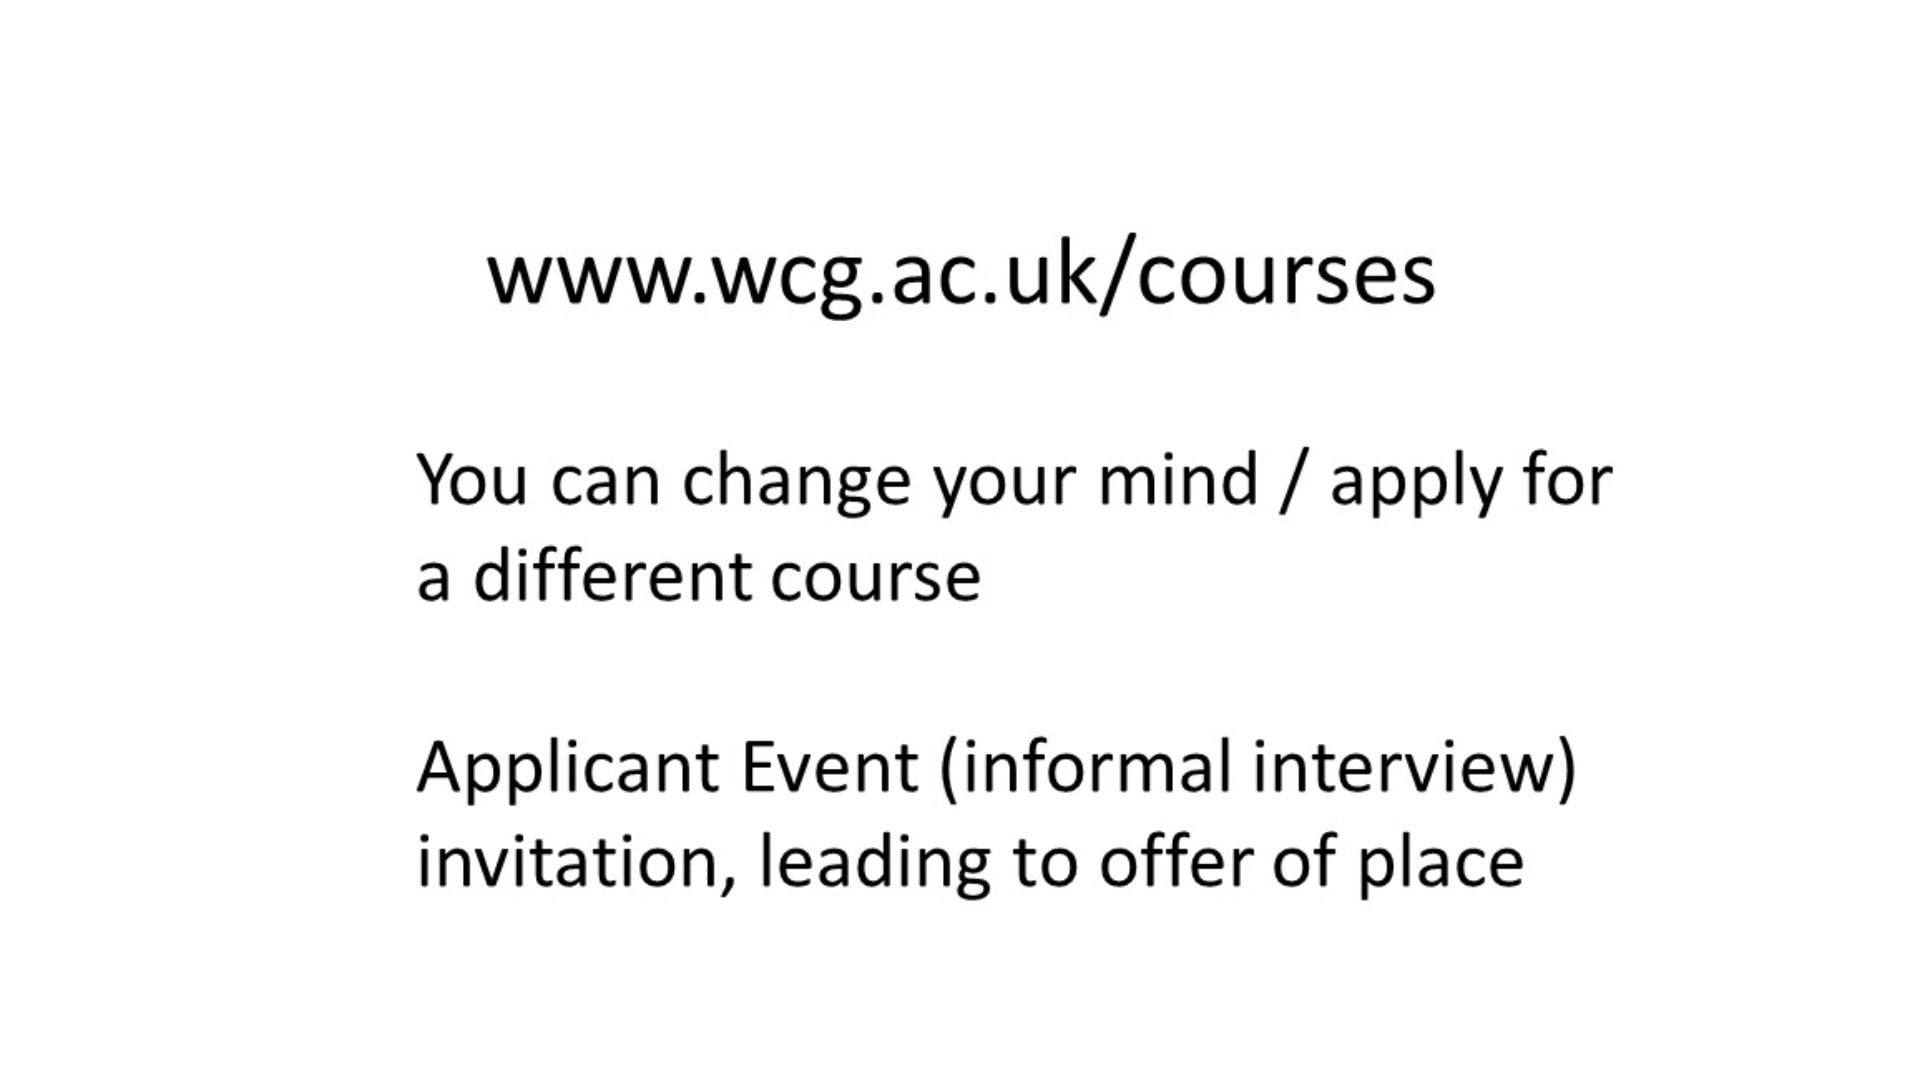 www.wcg.ac.uk/courses
You can change your mind / apply for
a different course
Applicant Event (informal interview)
invitation, leading to offer of place